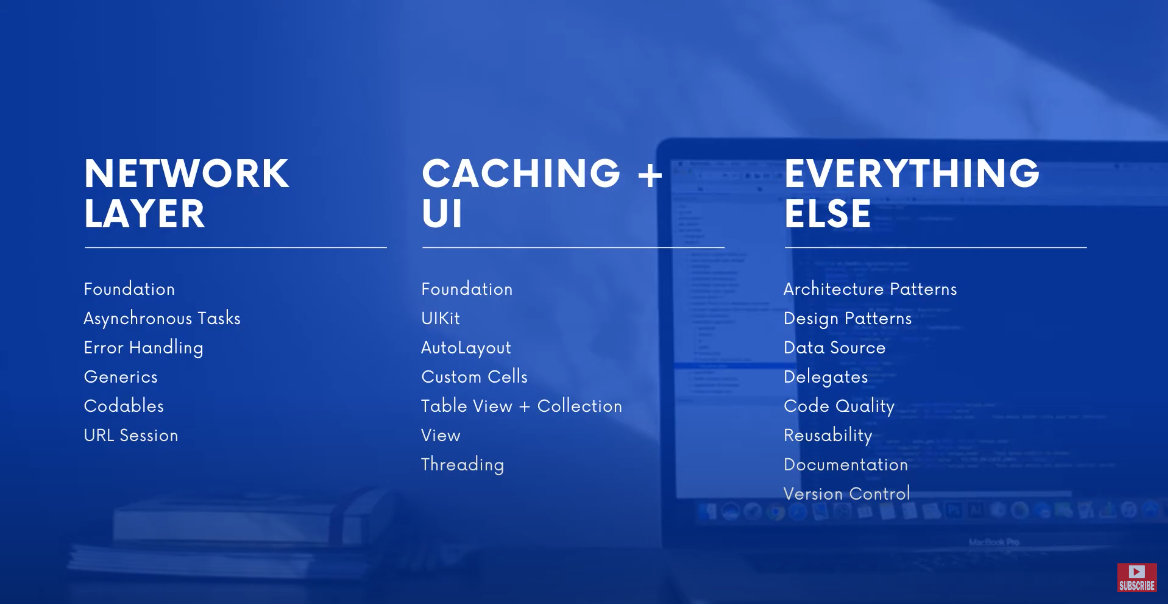 NETWORK
LAYER
Foundation
Asynchronous Tasks
Error Handling
Generics
Codables
URL Session
CACHING +
UI
Foundation
UIKit
AutoLayout
Custom Cells
Table View + Collection
View
Threading
EVERYTHING
ELSE
Architecture Patterns
Design Patterns
Data Source
Delegates
Code Quality
Reusability
Documentation
Version Control
MacBook Pro
SUBSCRIBE